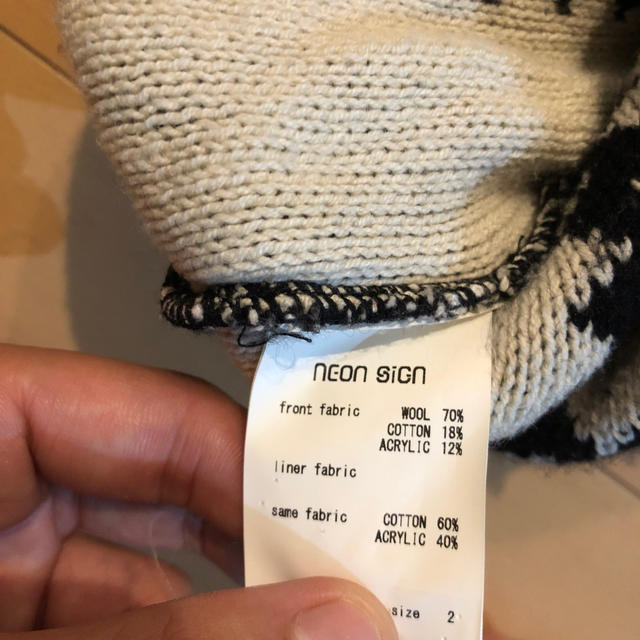 neon sign
front fabric WOOL 70%
COTTON 18%
ACRYLIC 12%
liner fabric
same fabric COTTON 60%
ACRYLIC 40%
size 2